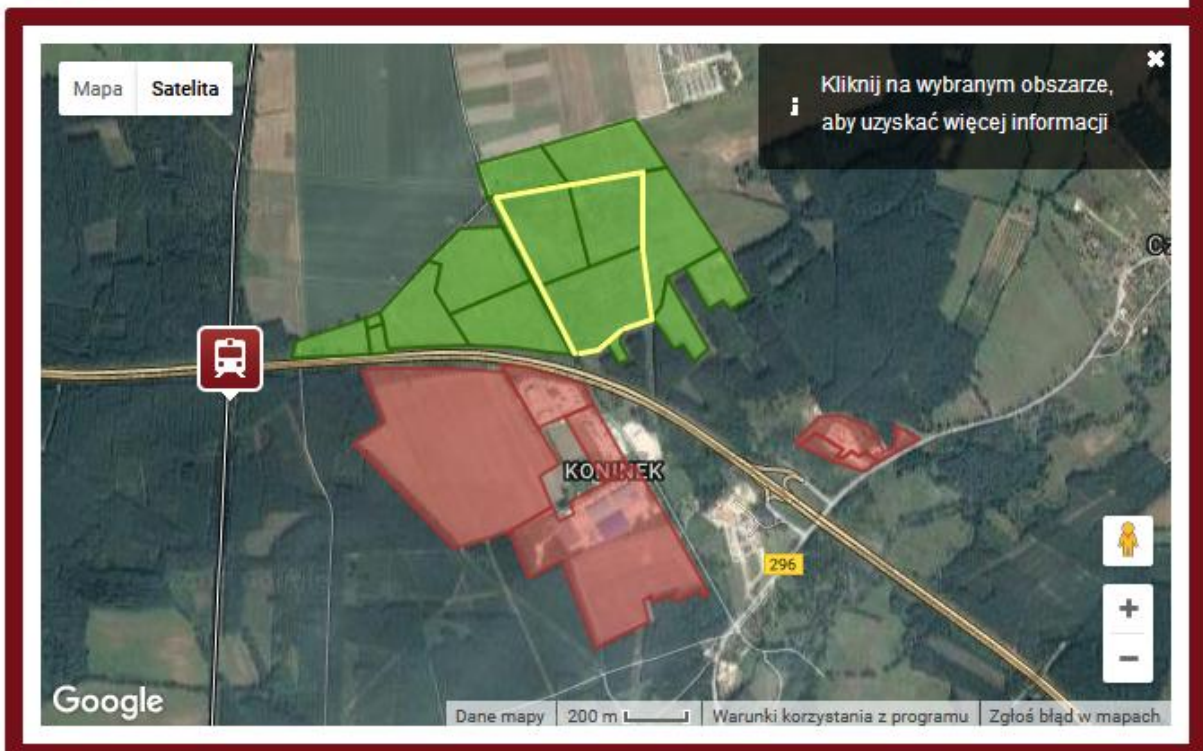 Mapa Satelita
Kliknij na wybranym obszarze,
aby uzyskać więcej informacji
Cz
KONINEK
296
Google
Dane mapy 200 m Warunki korzystania z programu Zgłoś błąd w mapach